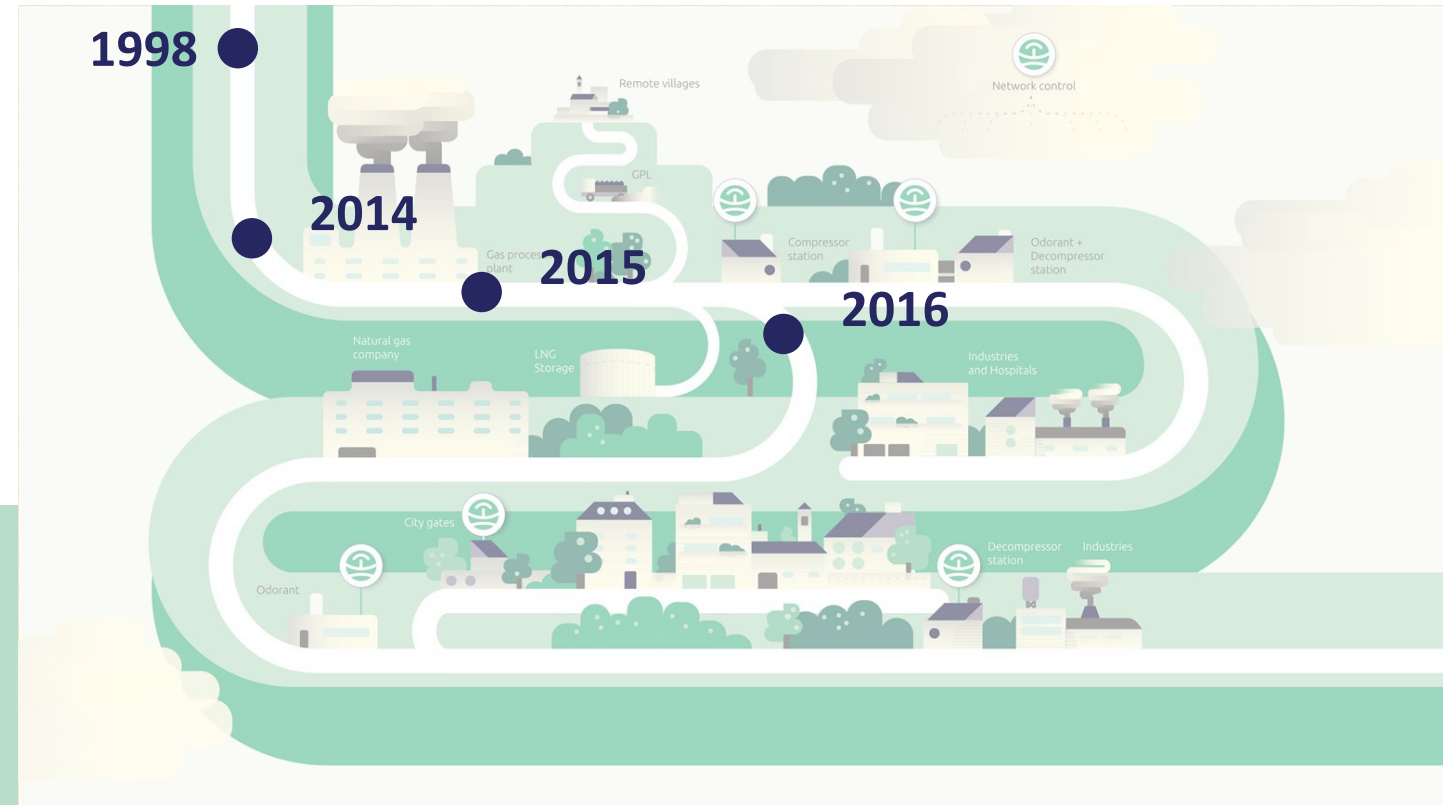 1998
Remote villages
Network control
GPL
2014
Gas proces
plant
2015
Compressor
station
Odorant +
Decompressor
station
2016
Natural gas
company
LNG
Storage
Industries
and Hospitals
City gates
Decompressor
station
Industries
Odorant